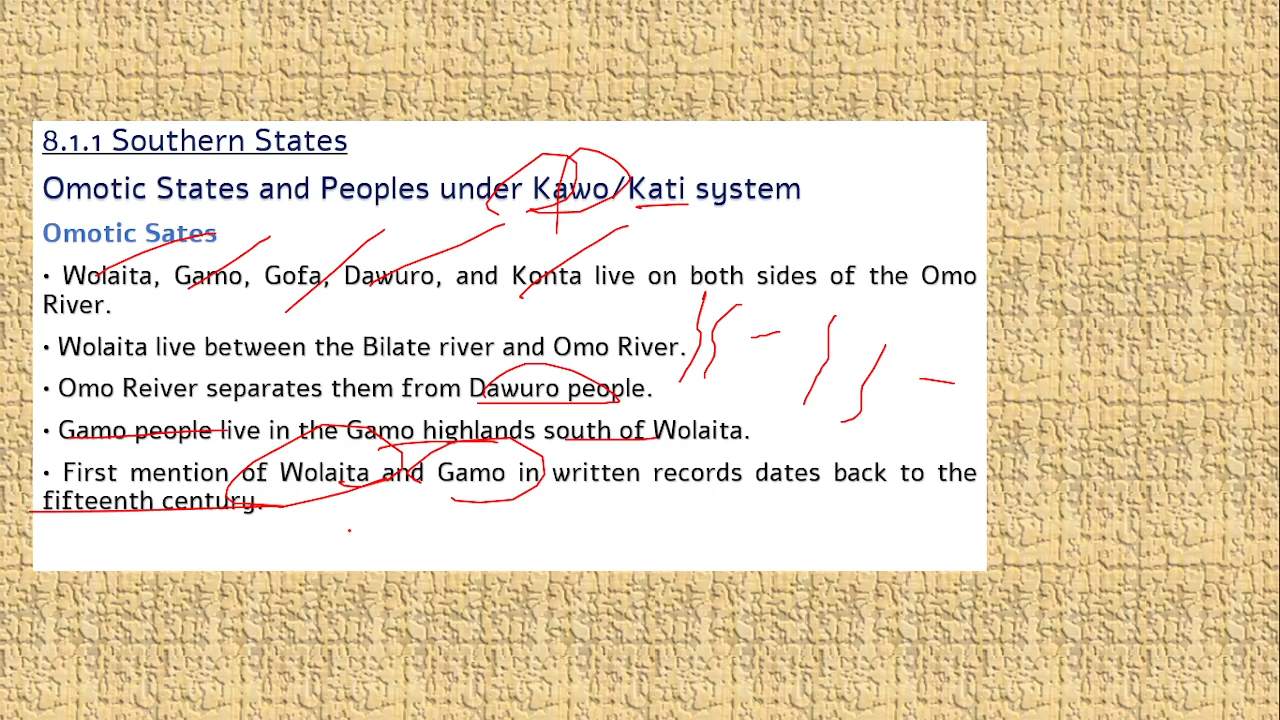 8.1.1 Southern States
Omotic States and Peoples under Kawo/Kati system
Omotic Sates
• Wolaita, Gamo, Gofa, Dawuro, and Konta live on both sides of the Omo
River.
• Wolaita live between the Bilate river and Omo River.
• Omo Reiver separates them from Dawuro people.
• Gamo people live in the Gamo highlands south of Wolaita.
• First mention of Wolaita and Gamo in written records dates back to the
fifteenth century.